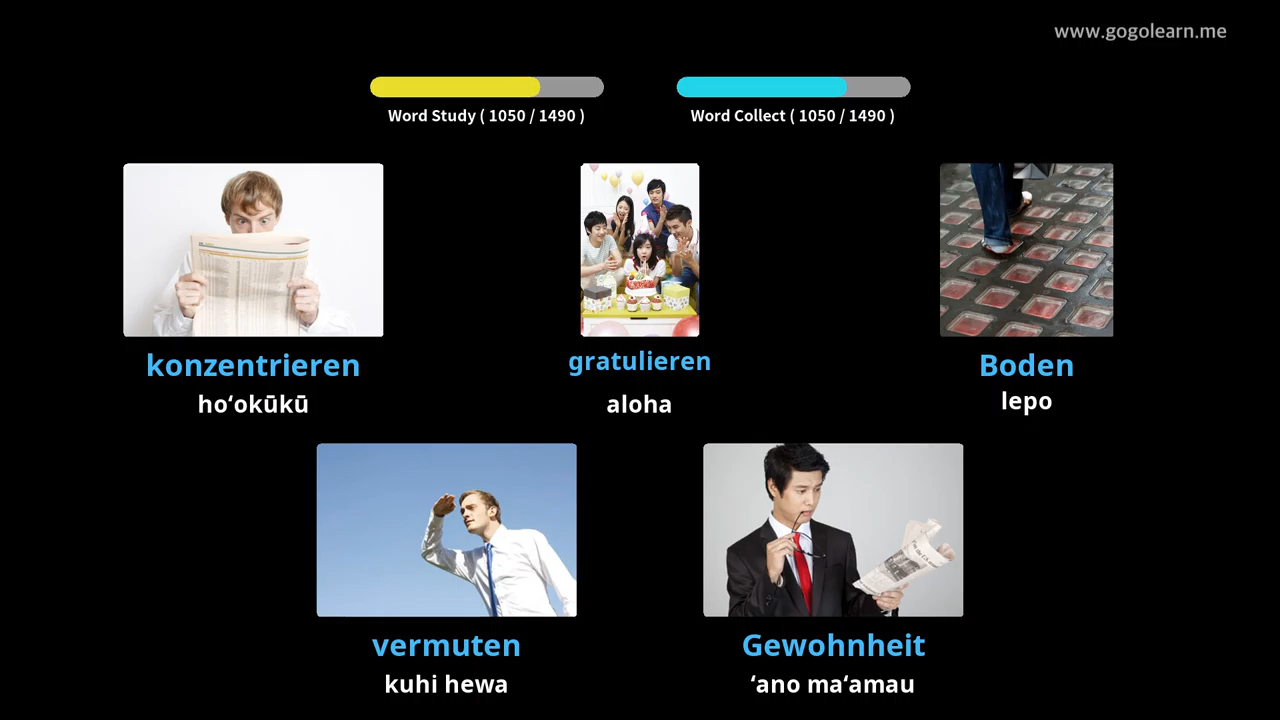 www.gogolearn.me
Word Study ( 1050 / 1490 )
Word Collect ( 1050 / 1490 )
konzentrieren
hoʻokūkū
gratulieren
aloha
Boden
lepo
vermuten
kuhi hewa
Gewohnheit
ʻano maʻamau